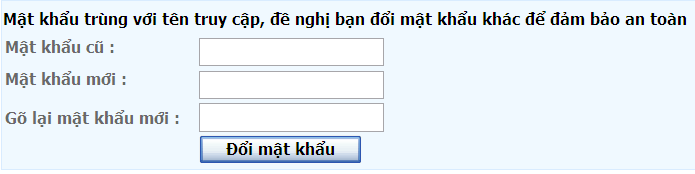 Mật khẩu trùng với tên truy cập, đề nghị bạn đổi mật khẩu khác để đảm bảo an toàn
Mật khẩu cũ :
Mật khẩu mới :
Gõ lại mật khẩu mới :
Đổi mật khẩu